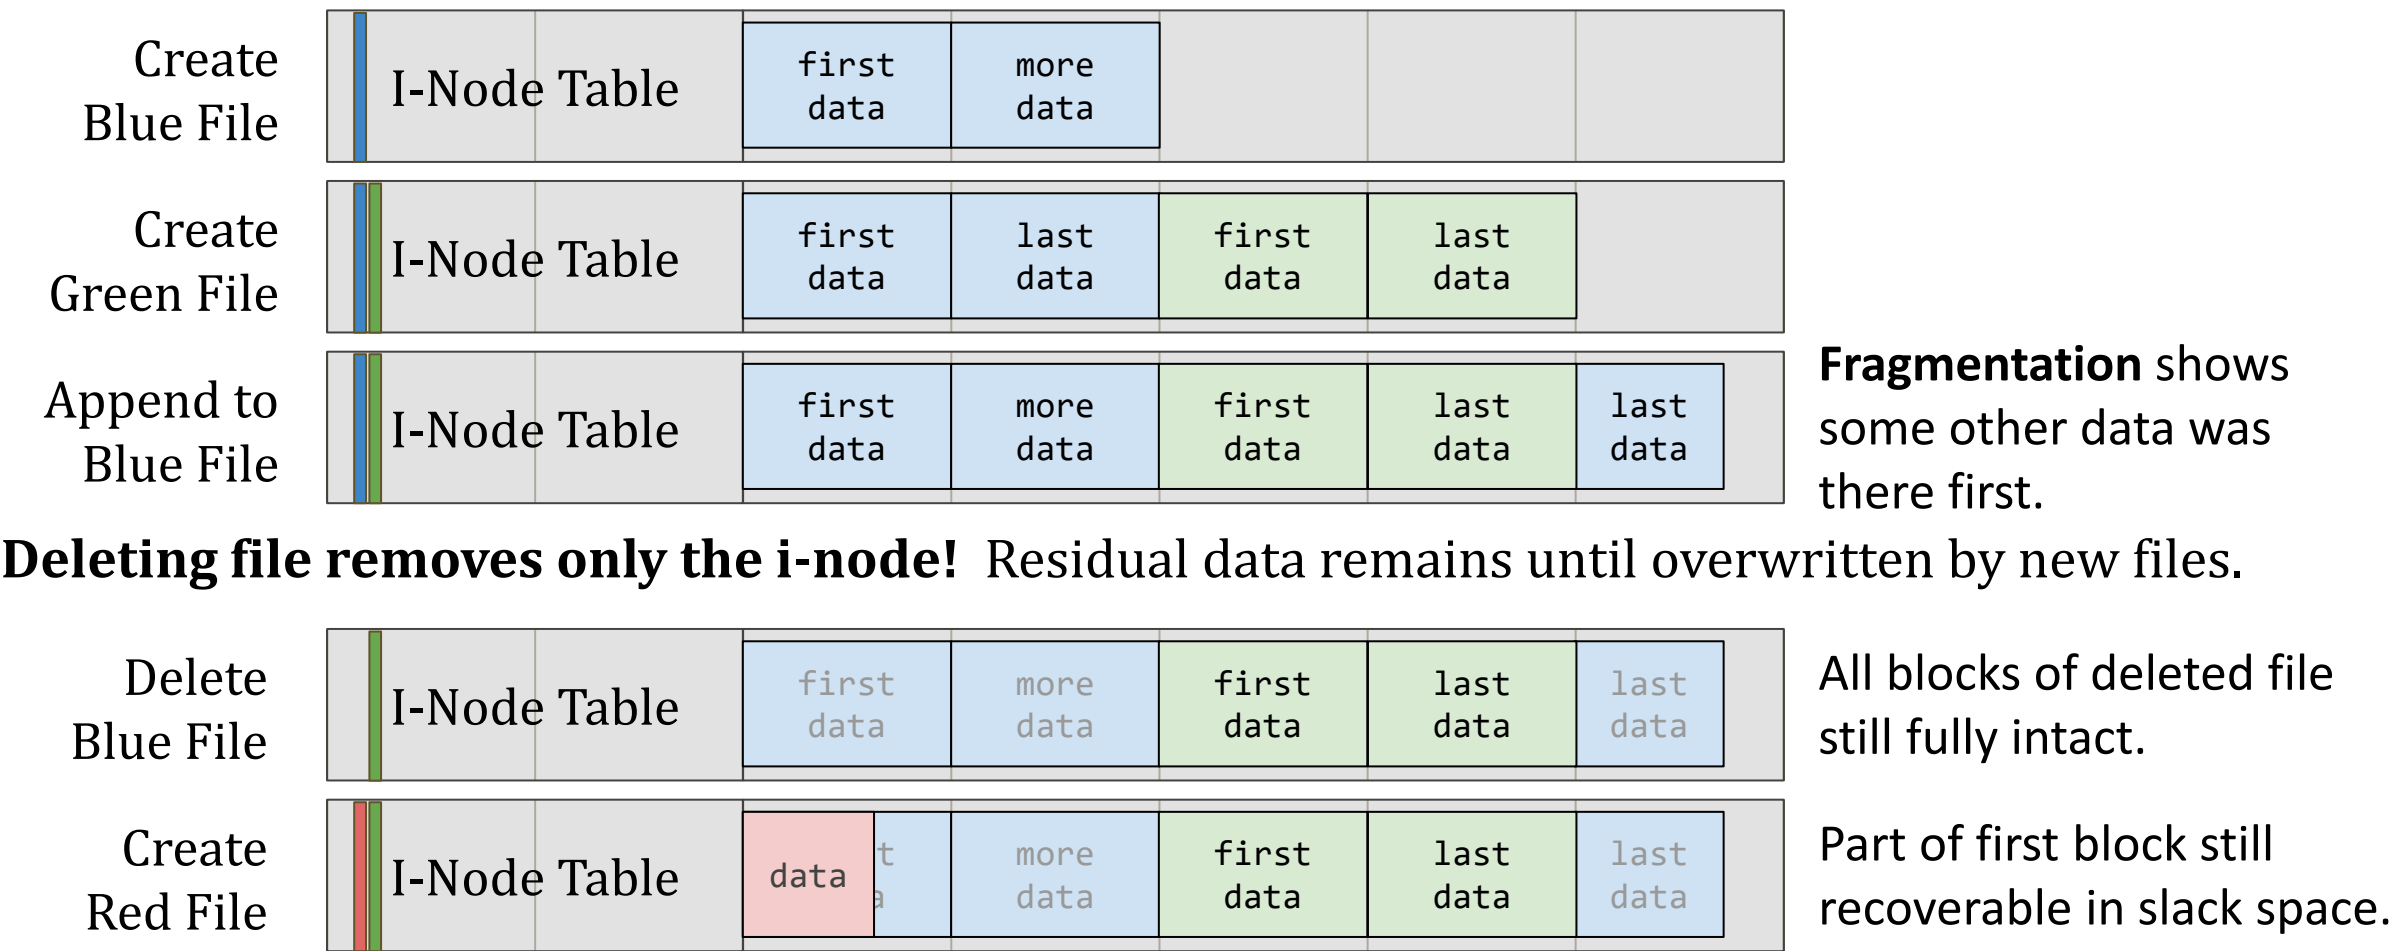 Create
Blue File
I-Node Table
first
data
more
data
Create
Green File
I-Node Table
first
data
last
data
first
data
last
data
Append to
Blue File
I-Node Table
first
data
more
data
first
data
last
data
last
data
Fragmentation shows
some other data was
there first.
Deleting file removes only the i-node! Residual data remains until overwritten by new files.
Delete
Blue File
I-Node Table
first
data
more
data
first
data
last
data
last
data
All blocks of deleted file
still fully intact.
Create
Red File
I-Node Table
data
t
a
more
data
first
data
last
data
last
data
Part of first block still
recoverable in slack space.